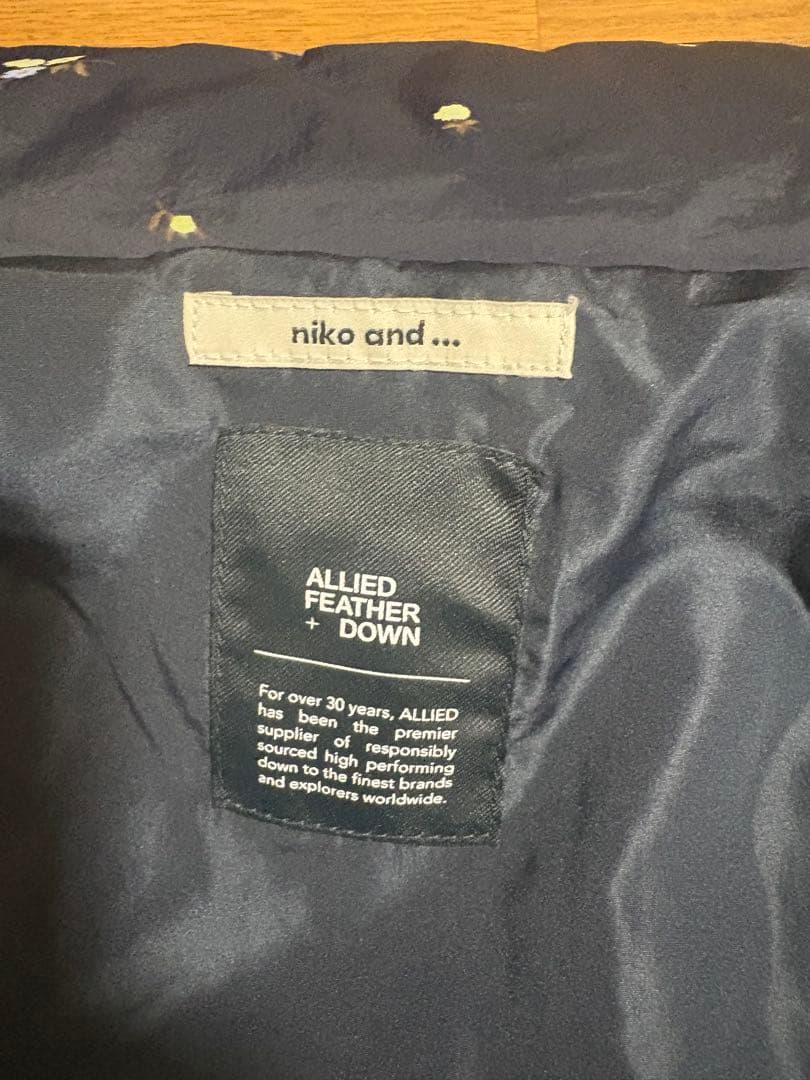 niko and ...
ALLIED
FEATHER
+ DOWN
For over 30 years, ALLIED
has been the premier
supplier of responsibly
sourced high performing
down to the finest brands
and explorers worldwide.